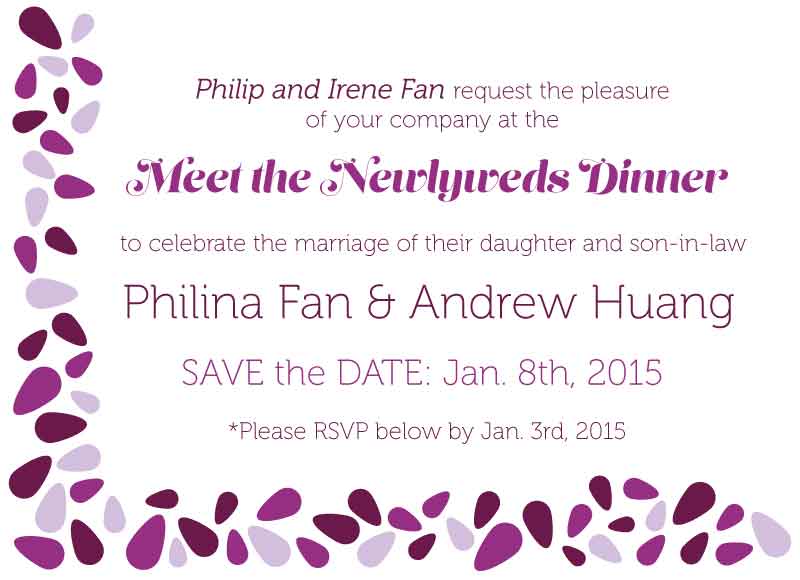 Philip and Irene Fan request the pleasure
of your company at the
Meet the Newlyweds Dinner
to celebrate the marriage of their daughter and son-in-law
Philina Fan & Andrew Huang
SAVE the DATE: Jan. 8th, 2015
*Please RSVP below by Jan. 3rd, 2015